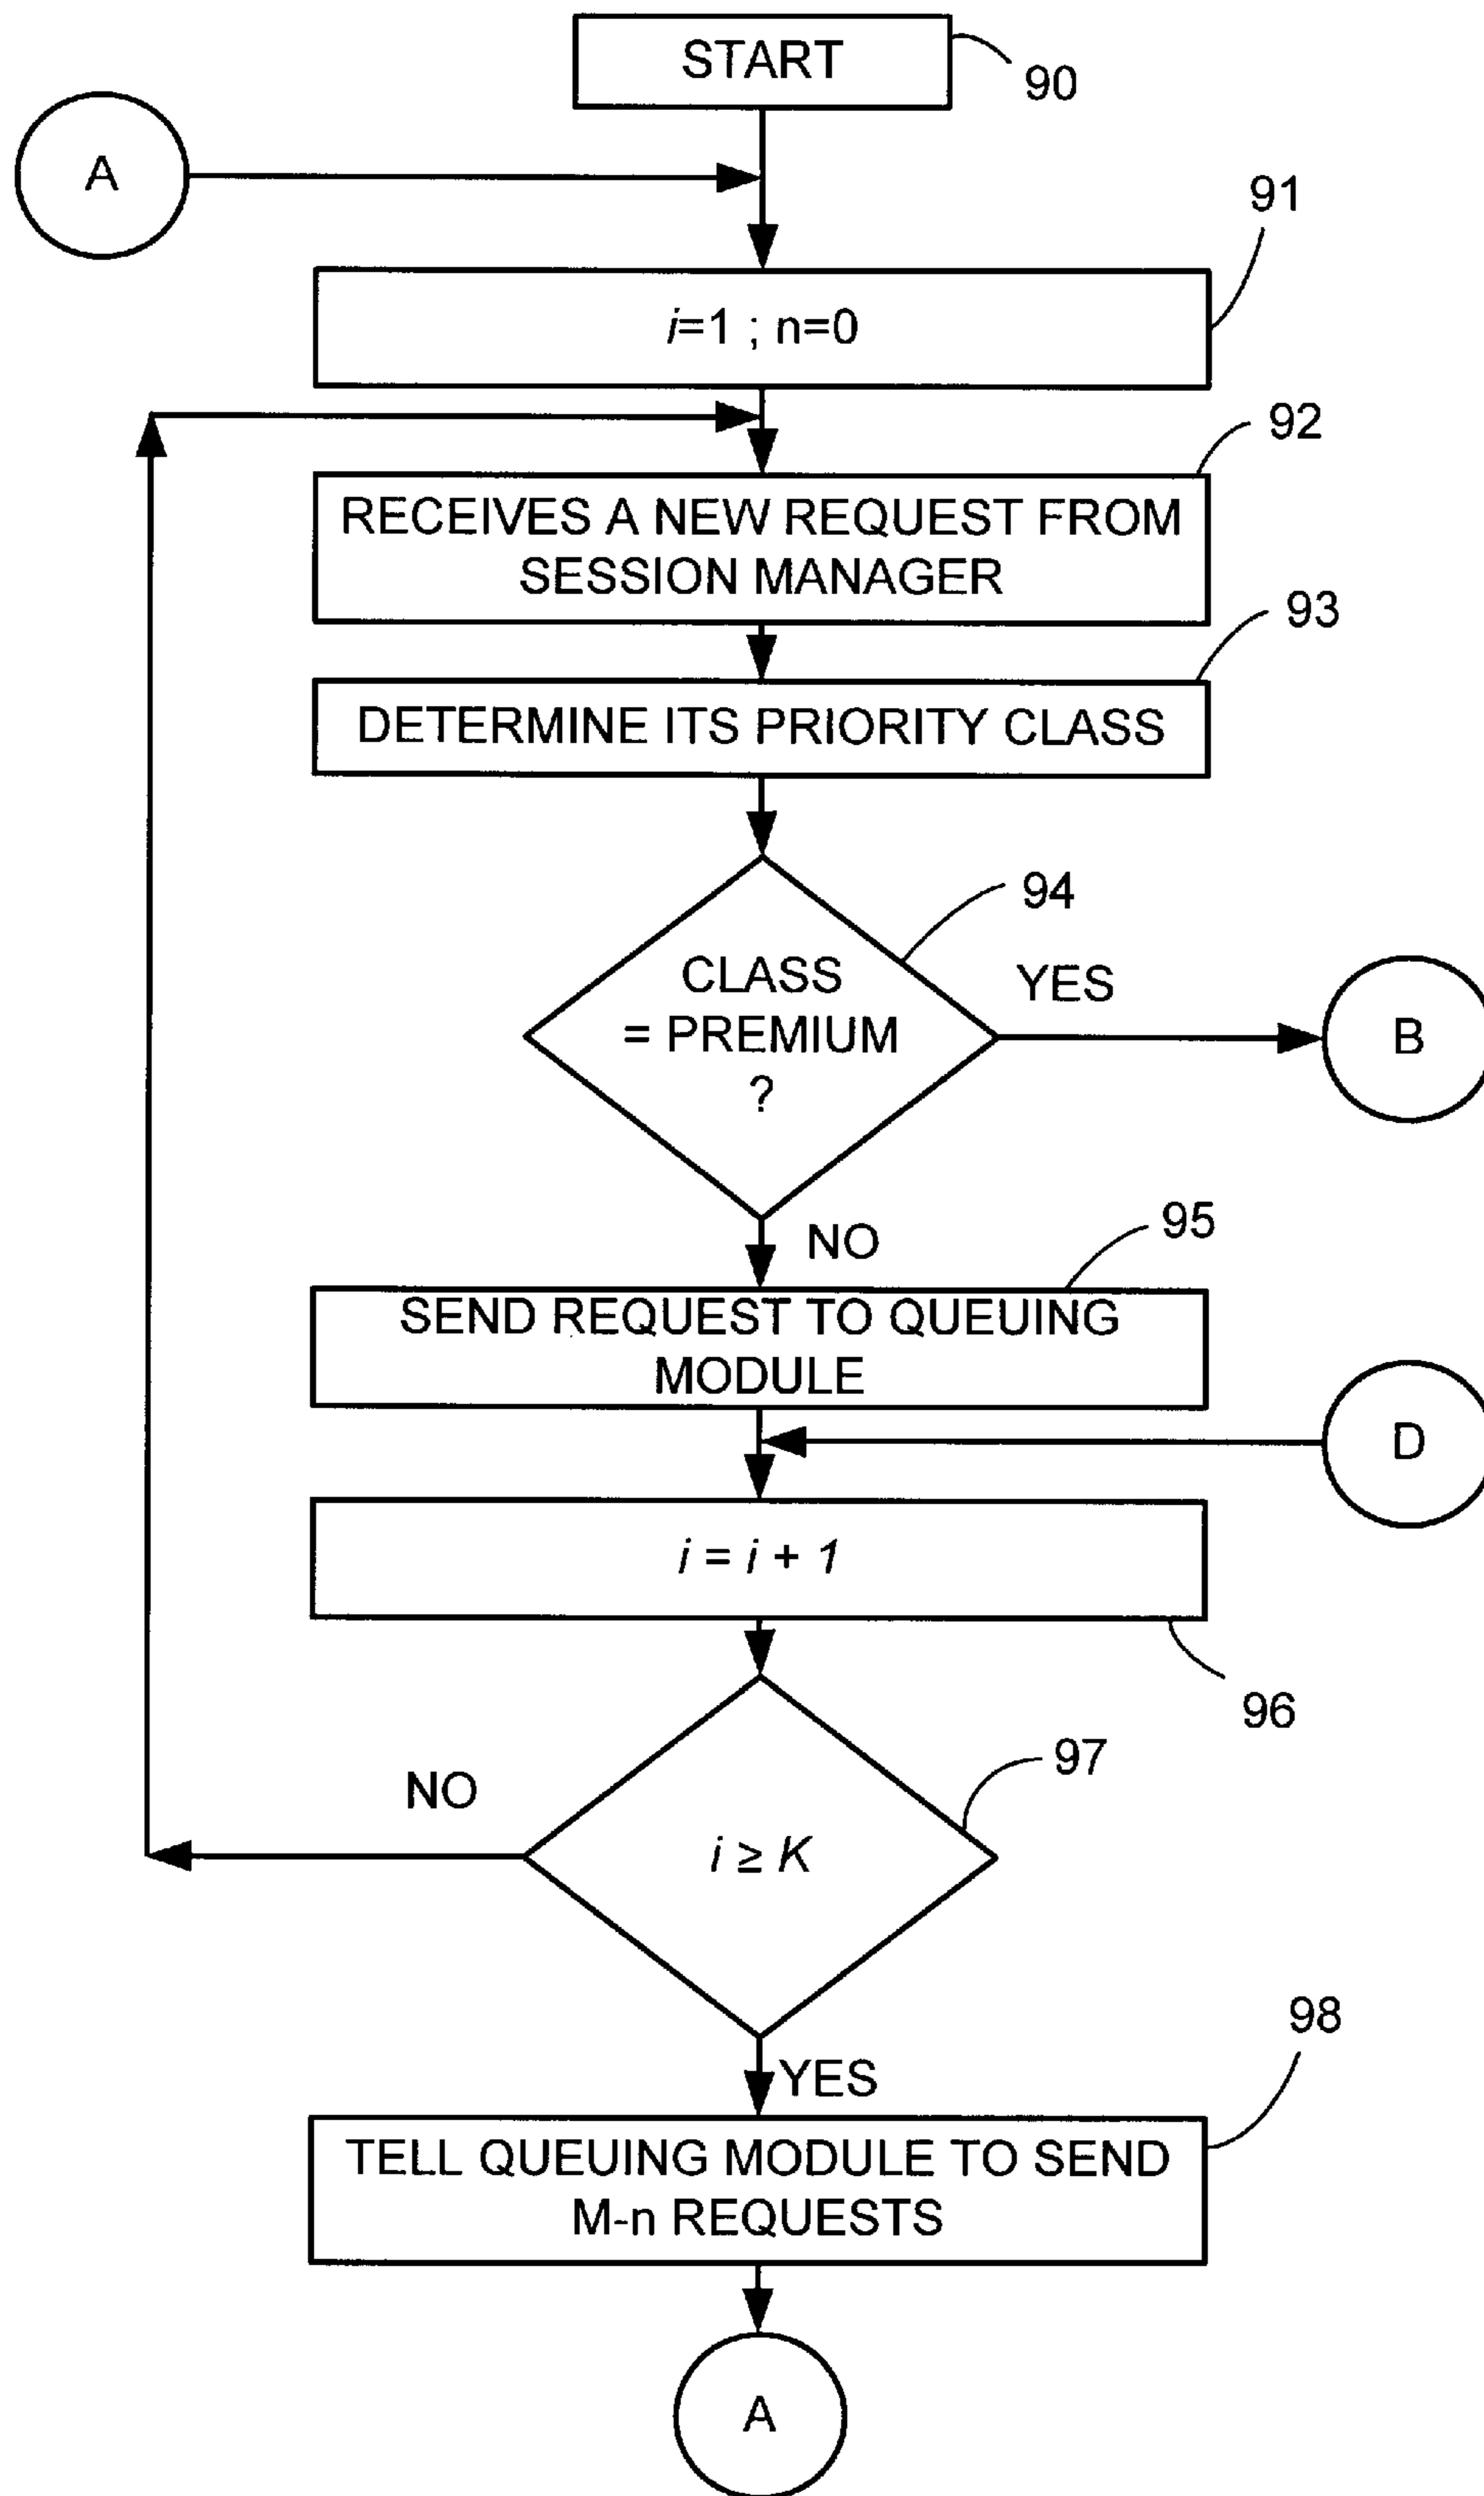 START
90
A
91
i=1 ; n=0
92
RECEIVES A NEW REQUEST FROM
SESSION MANAGER
93
DETERMINE ITS PRIORITY CLASS
94
CLASS
= PREMIUM
?
YES
B
NO
95
SEND REQUEST TO QUEUING
MODULE
D
i = i + 1
96
97
NO
i ≥ K
98
YES
TELL QUEUING MODULE TO SEND
M-n REQUESTS
A